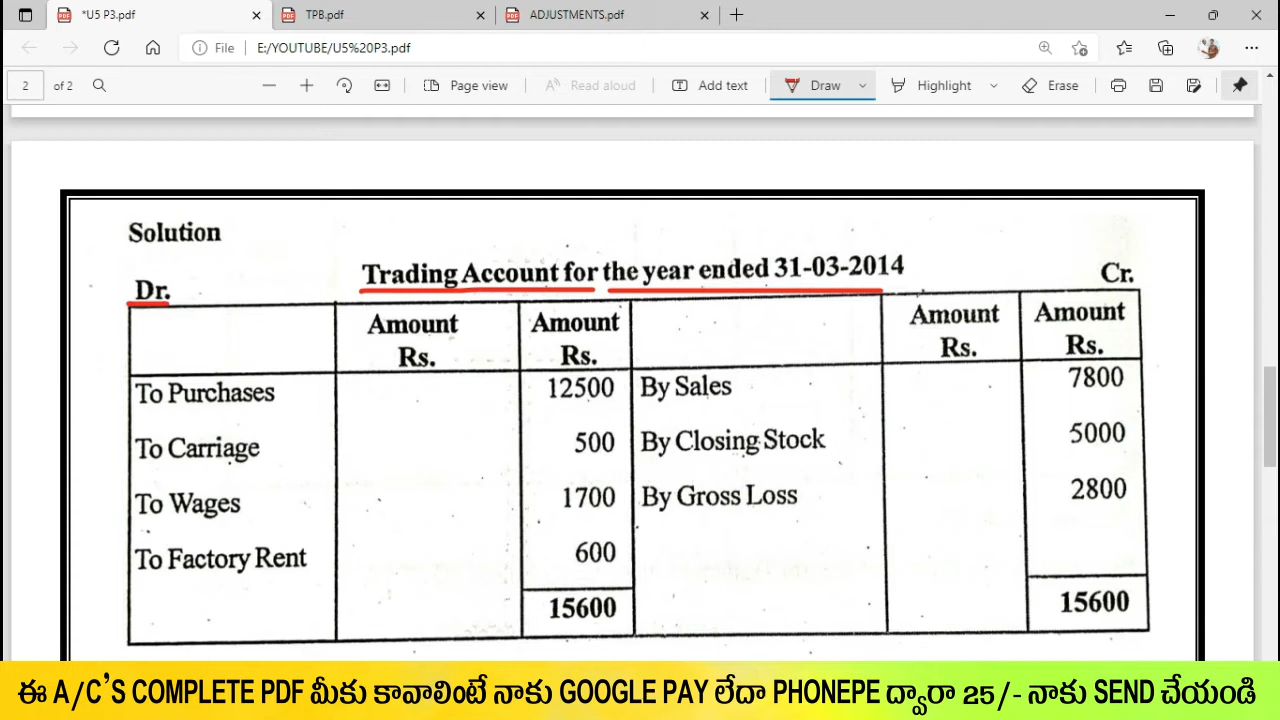 *U5 P3.pdf
TPB.pdf
ADJUSTMENTS.pdf
File E:/YOUTUBE/U5%20P3.pdf
2 of 2 Page view Read aloud Add text Draw Highlight Erase
Solution
Trading Account for the year ended 31-03-2014
Dr. Cr.
Amount Rs. Amount Rs. Amount Rs. Amount Rs.
To Purchases 12500 By Sales 7800
To Carriage 500 By Closing Stock 5000
To Wages 1700 By Gross Loss 2800
To Factory Rent 600
15600 15600
ఈ A/C'S COMPLETE PDF మీకు కావాలింటే నాకు GOOGLE PAY లేదా PHONEPE ద్వారా 25/- నాకు SEND చేయండి